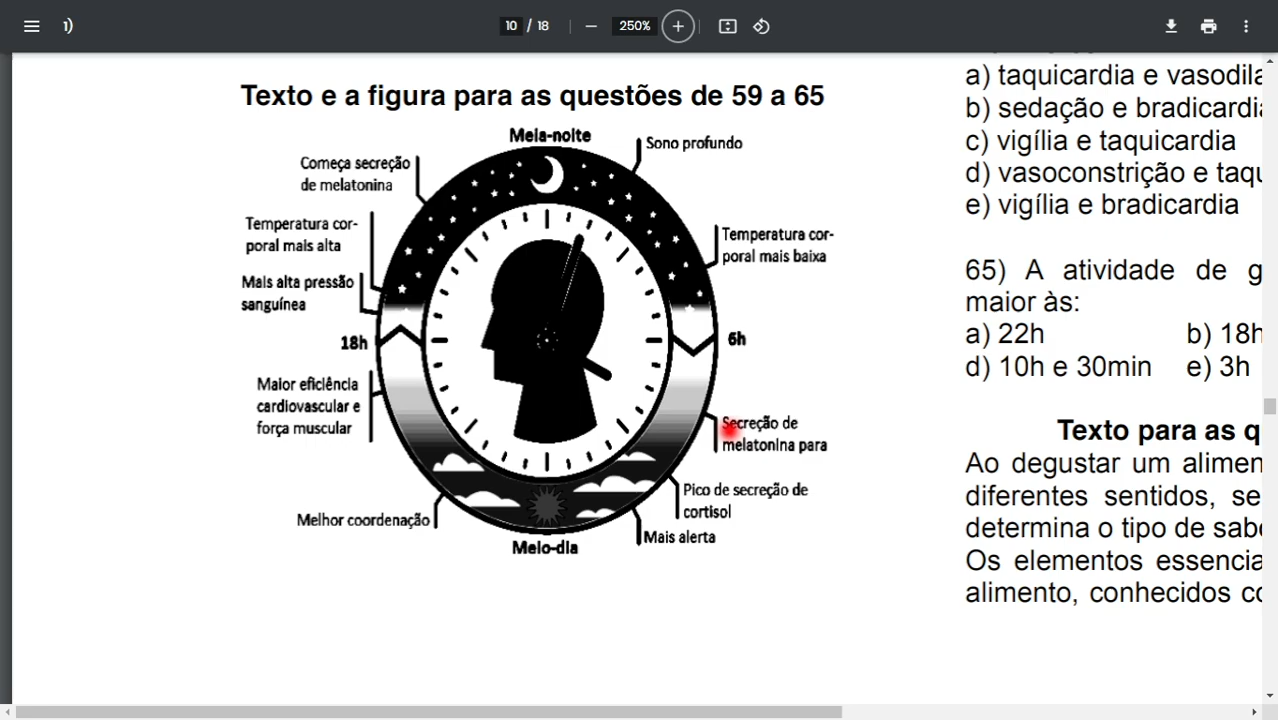 1)
10 / 18
250%
Texto e a figura para as questões de 59 a 65
Meia-noite
Sono profundo
Começa secreção
de melatonina
Temperatura cor-
poral mais alta
Temperatura cor-
poral mais baixa
Mais alta pressão
sanguínea
18h
6h
Maior eficiência
cardiovascular e
força muscular
Secreção de
melatonina para
Pico de secreção de
cortisol
Melhor coordenação
Mais alerta
Meio-dia
a) taquicardia e vasodila
b) sedação e bradicardia
c) vigília e taquicardia
d) vasoconstrição e taqu
e) vigília e bradicardia
65) A atividade de g
maior às:
a) 22h b) 18h
d) 10h e 30min e) 3h
Texto para as q
Ao degustar um alimen
diferentes sentidos, se
determina o tipo de sabo
Os elementos essencia
alimento, conhecidos co